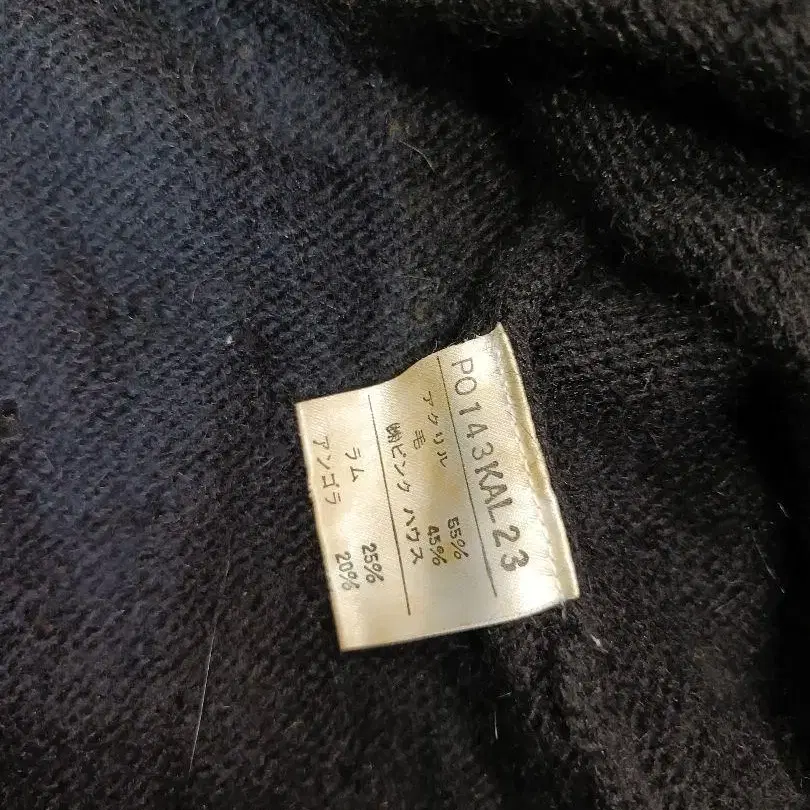 P0143KAL23
アクリル 55%
毛 45%
㈱ピンクハウス
ラム 25%
アンゴラ 20%